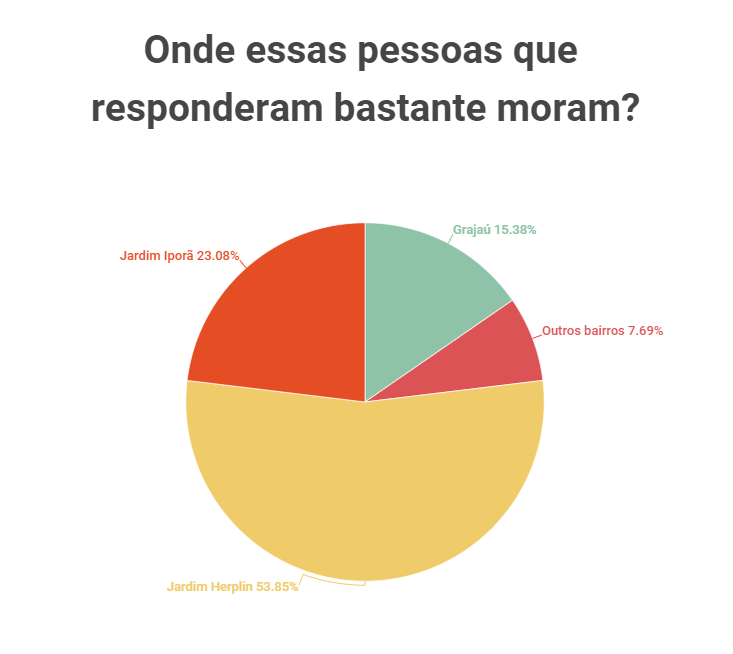 Onde essas pessoas que
responderam bastante moram?
Grajaú 15.38%
Jardim Iporã 23.08%
Outros bairros 7.69%
Jardim Herplin 53.85%